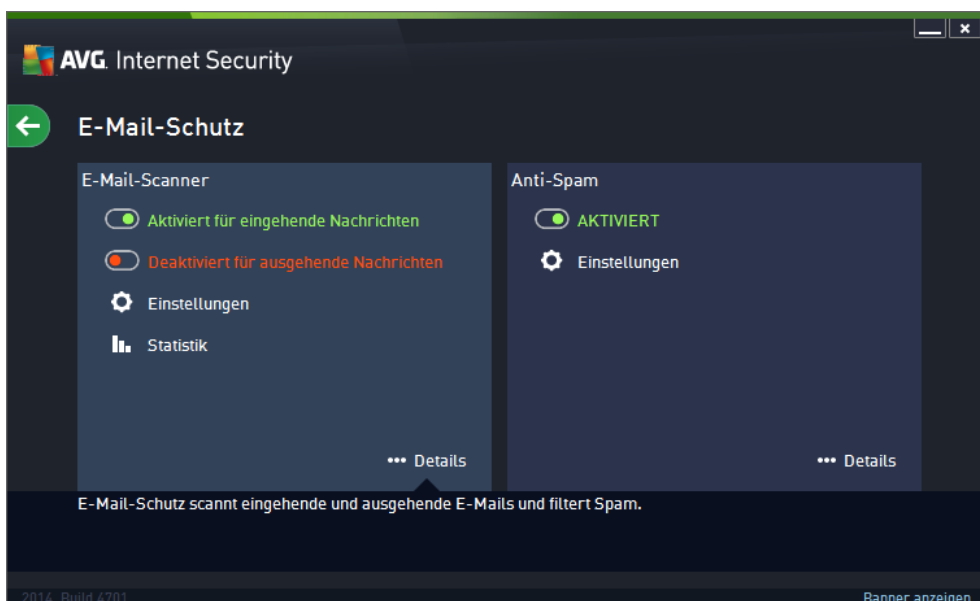 AVG. Internet Security
E-Mail-Schutz
E-Mail-Scanner
Aktiviert für eingehende Nachrichten
Deaktiviert für ausgehende Nachrichten
Einstellungen
Statistik
Details
Anti-Spam
AKTIVIERT
Einstellungen
Details
E-Mail-Schutz scannt eingehende und ausgehende E-Mails und filtert Spam.
2014. Build 4701
Banner anzeigen